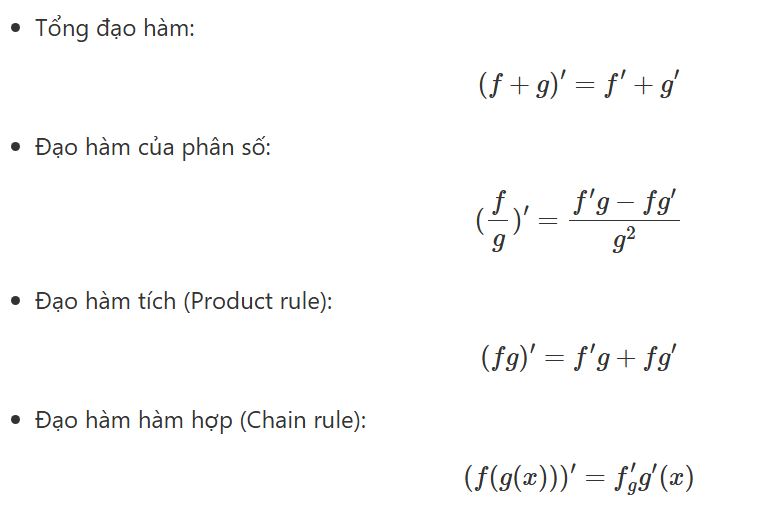 • Tổng đạo hàm:
(f + g)′ = f′ + g′
• Đạo hàm của phân số:
(f/g)′ = (f′g − fg′)/g²
• Đạo hàm tích (Product rule):
(fg)′ = f′g + fg′
• Đạo hàm hàm hợp (Chain rule):
(f(g(x)))′ = f′_g g′(x)